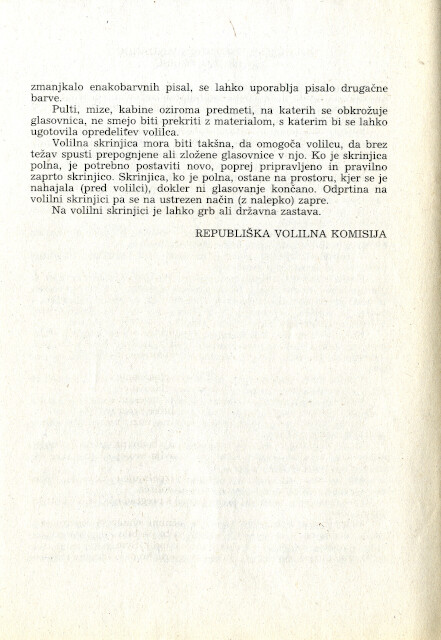 zmanjkalo enakobarvnih pisal, se lahko uporablja pisalo drugačne
barve.
Pulti, mize, kabine oziroma predmeti, na katerih se obkrožuje
glasovnica, ne smejo biti prekriti z materialom, s katerim bi se lahko
ugotovila opredelitev volilca.
Volilna skrinjica mora biti takšna, da omogoča volilcu, da brez
težav spusti prepognjene ali zložene glasovnice v njo. Ko je skrinjica
polna, je potrebno postaviti novo, poprej pripravljeno in pravilno
zaprto skrinjico. Skrinjica, ko je polna, ostane na prostoru, kjer se je
nahajala (pred volilci), dokler ni glasovanje končano. Odprtina na
volilni skrinjici pa se na ustrezen način (z nalepko) zapre.
Na volilni skrinjici je lahko grb ali državna zastava.
REPUBLIŠKA VOLILNA KOMISIJA